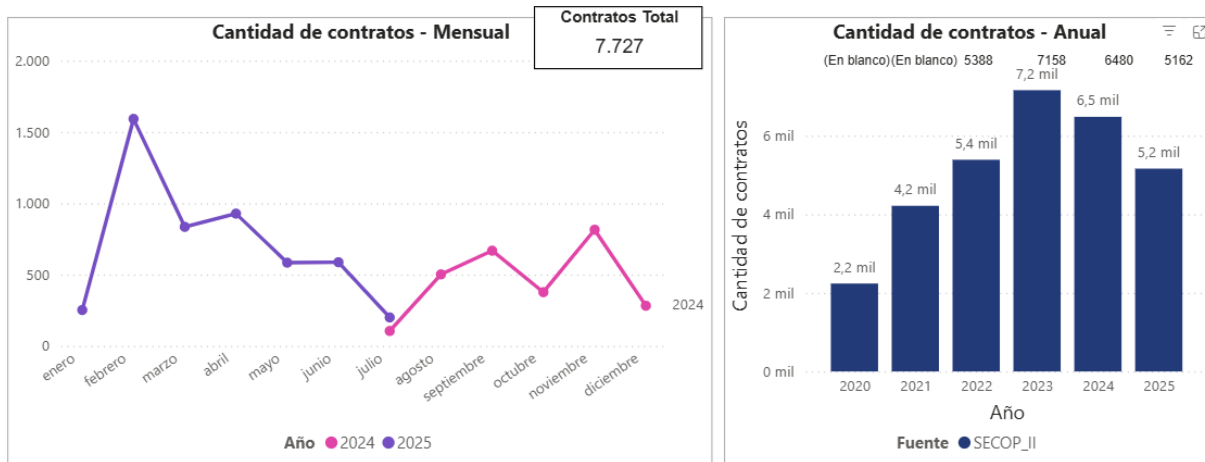 Cantidad de contratos - Mensual
Contratos Total
7.727
2.000
1.500
1.000
500
0
enero
febrero
marzo
abril
mayo
junio
julio
agosto
septiembre
octubre
noviembre
diciembre
2024
Año 2024 2025
Cantidad de contratos - Anual
(En blanco) (En blanco) 5388 7158 6480 5162
Cantidad de contratos
6 mil
4 mil
2 mil
0 mil
2,2 mil
4,2 mil
5,4 mil
7,2 mil
6,5 mil
5,2 mil
2020 2021 2022 2023 2024 2025
Año
Fuente SECOP_II